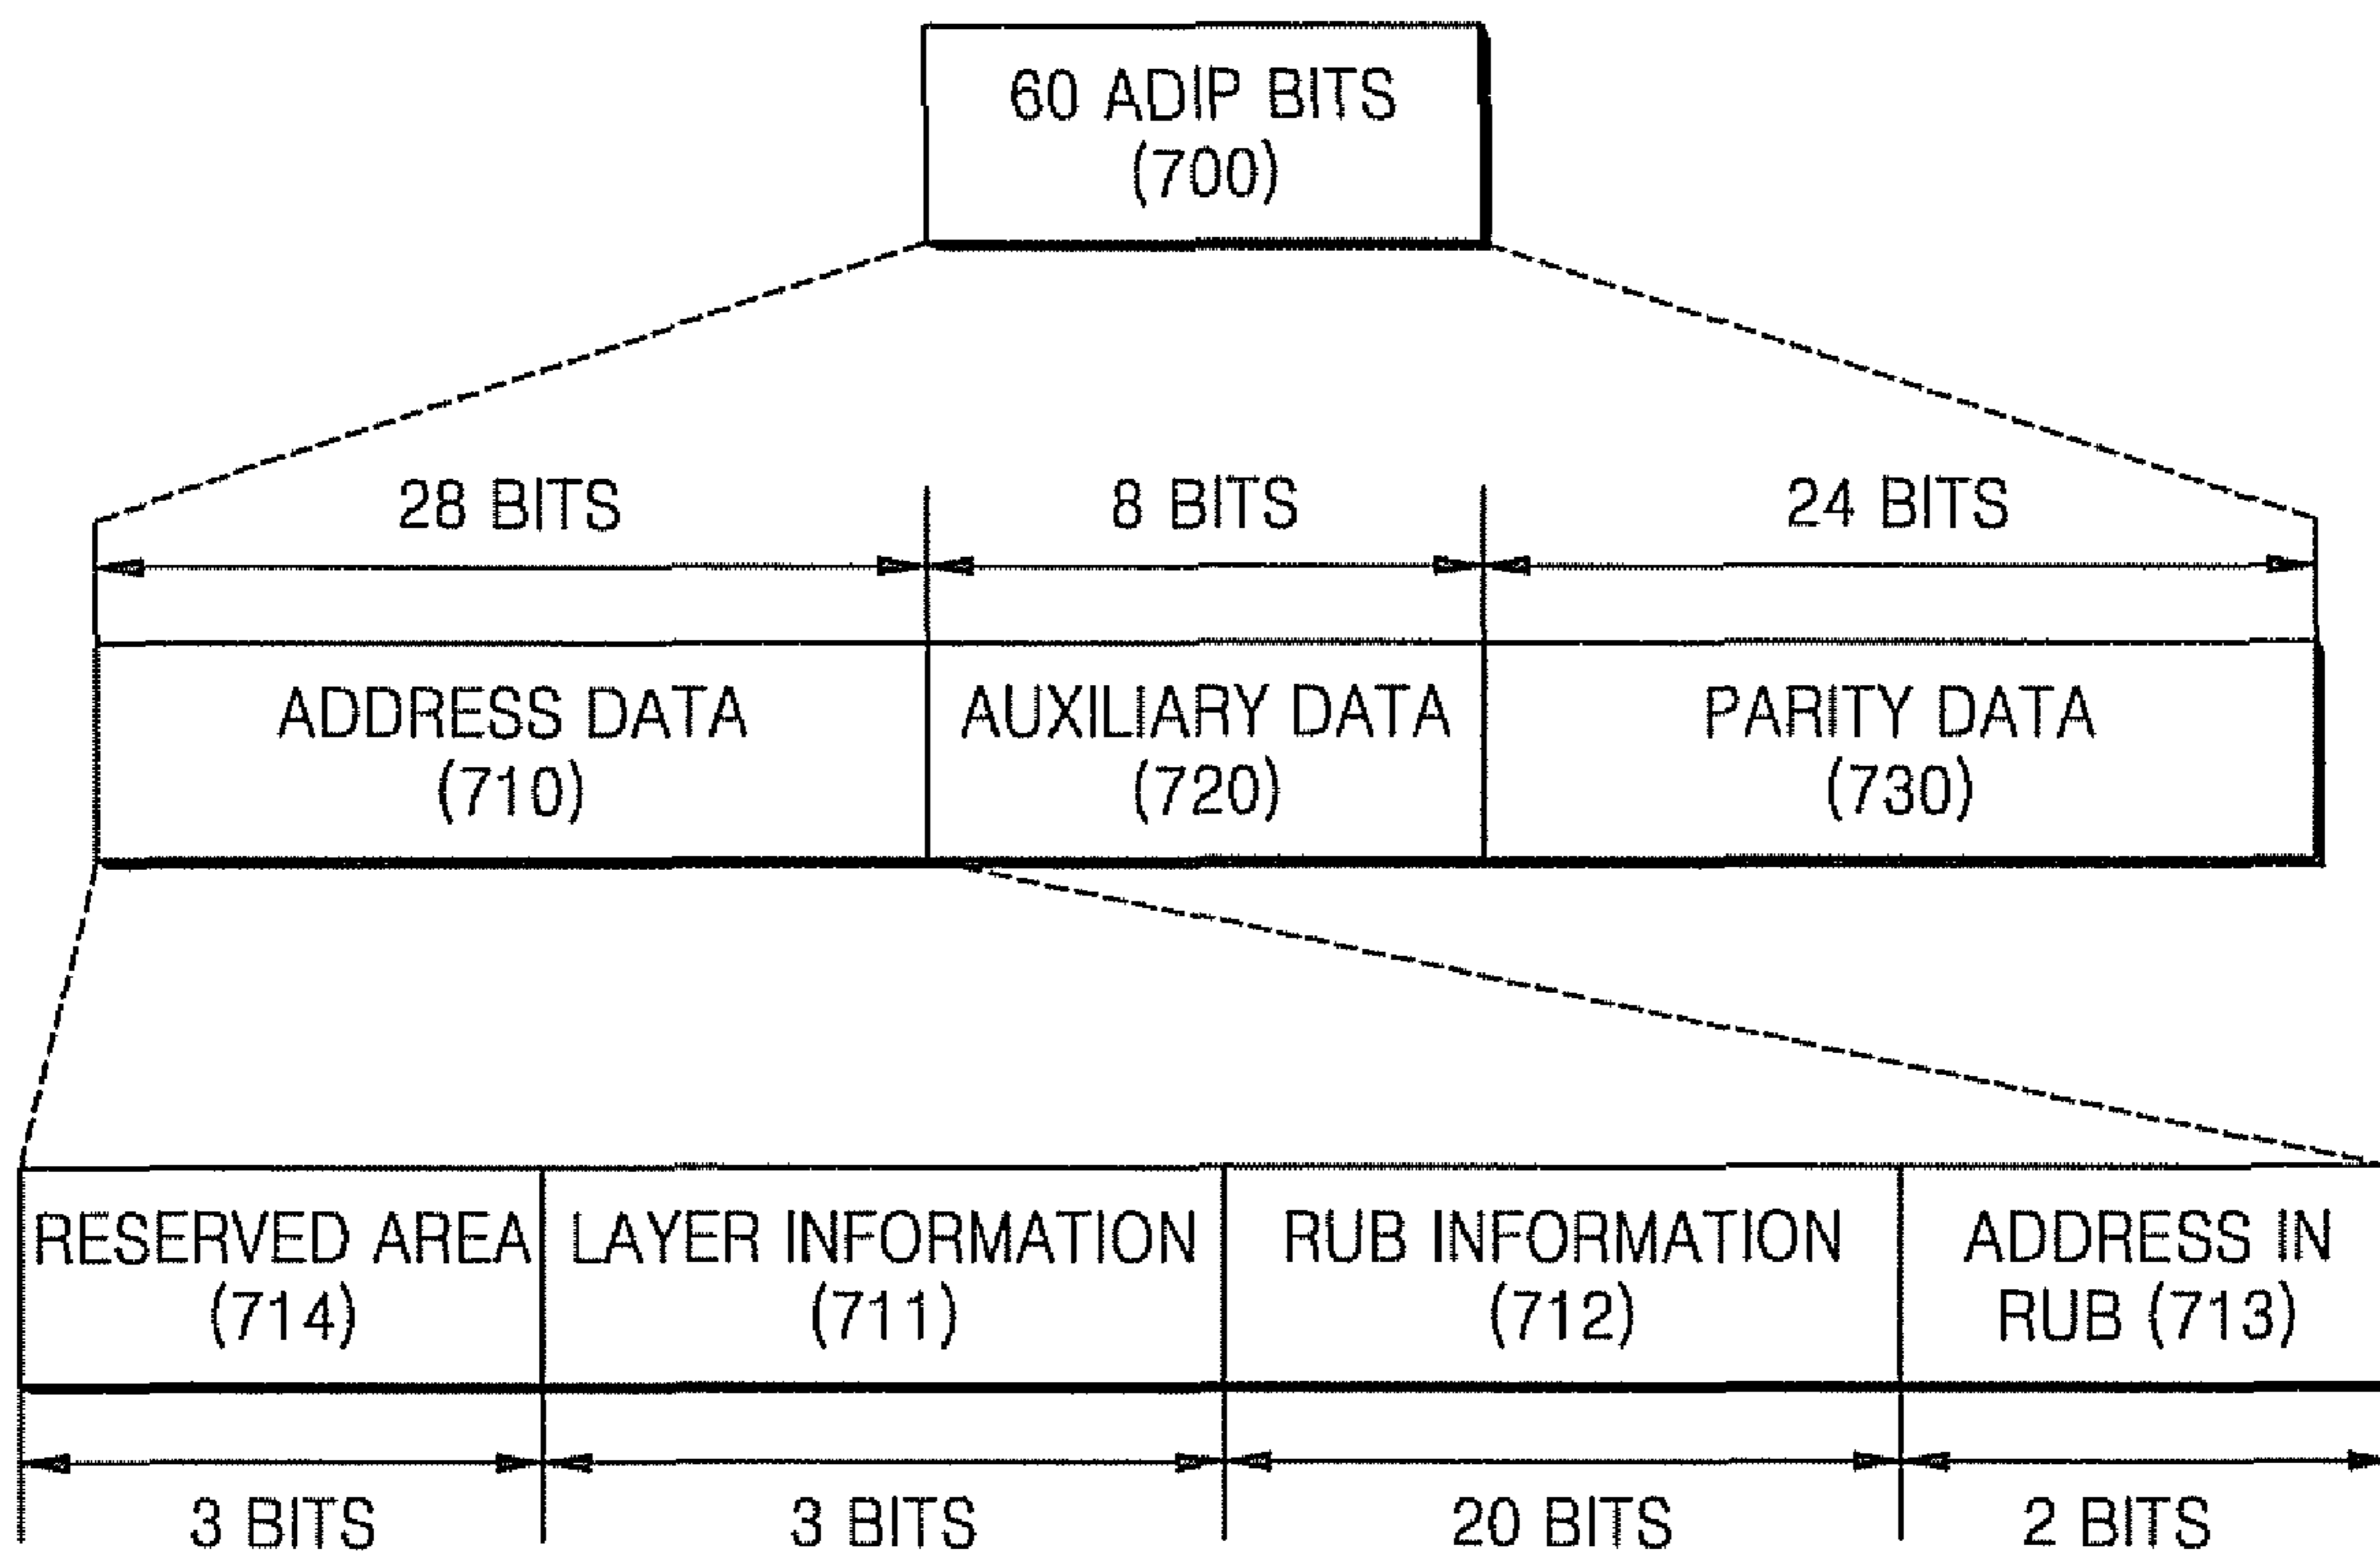 60 ADIP BITS
(700)
28 BITS
8 BITS
24 BITS
ADDRESS DATA
(710)
AUXILIARY DATA
(720)
PARITY DATA
(730)
RESERVED AREA
(714)
LAYER INFORMATION
(711)
RUB INFORMATION
(712)
ADDRESS IN
RUB (713)
3 BITS
3 BITS
20 BITS
2 BITS